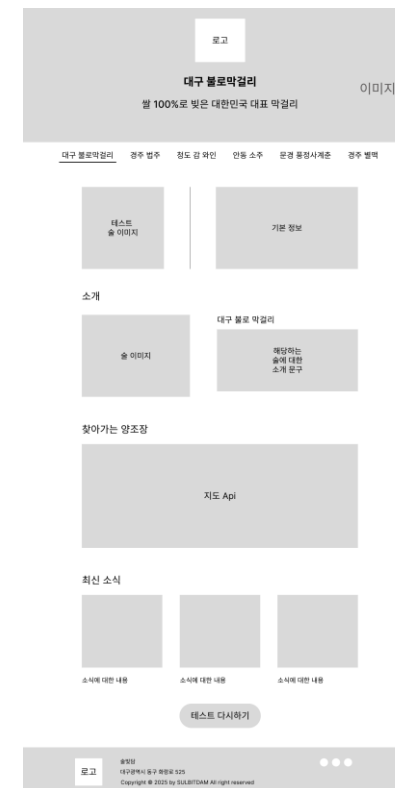 로고
대구 불로막걸리
이미지
쌀 100%로 빚은 대한민국 대표 막걸리
대구 불로막걸리 경주 법주 청도 감 와인 안동 소주 문경 풍정사계춘 경주 별맥
테스트
술 이미지
기본 정보
소개
대구 불로 막걸리
술 이미지
해당하는
술에 대한
소개 문구
찾아가는 양조장
지도 Api
최신 소식
소식에 대한 내용 소식에 대한 내용 소식에 대한 내용
테스트 다시하기
로고
술빛담
대구광역시 동구 화랑로 525
Copyright © 2025 by SULBITDAM All right reserved